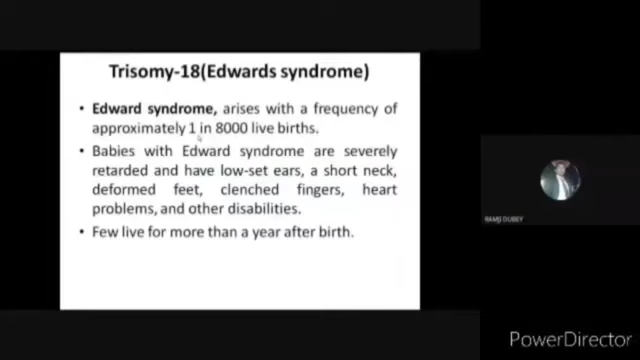 Trisomy-18(Edwards syndrome)
• Edward syndrome, arises with a frequency of
approximately 1 in 8000 live births.
• Babies with Edward syndrome are severely
retarded and have low-set ears, a short neck,
deformed feet, clenched fingers, heart
problems, and other disabilities.
• Few live for more than a year after birth.
RAMJI DUBEY
PowerDirector